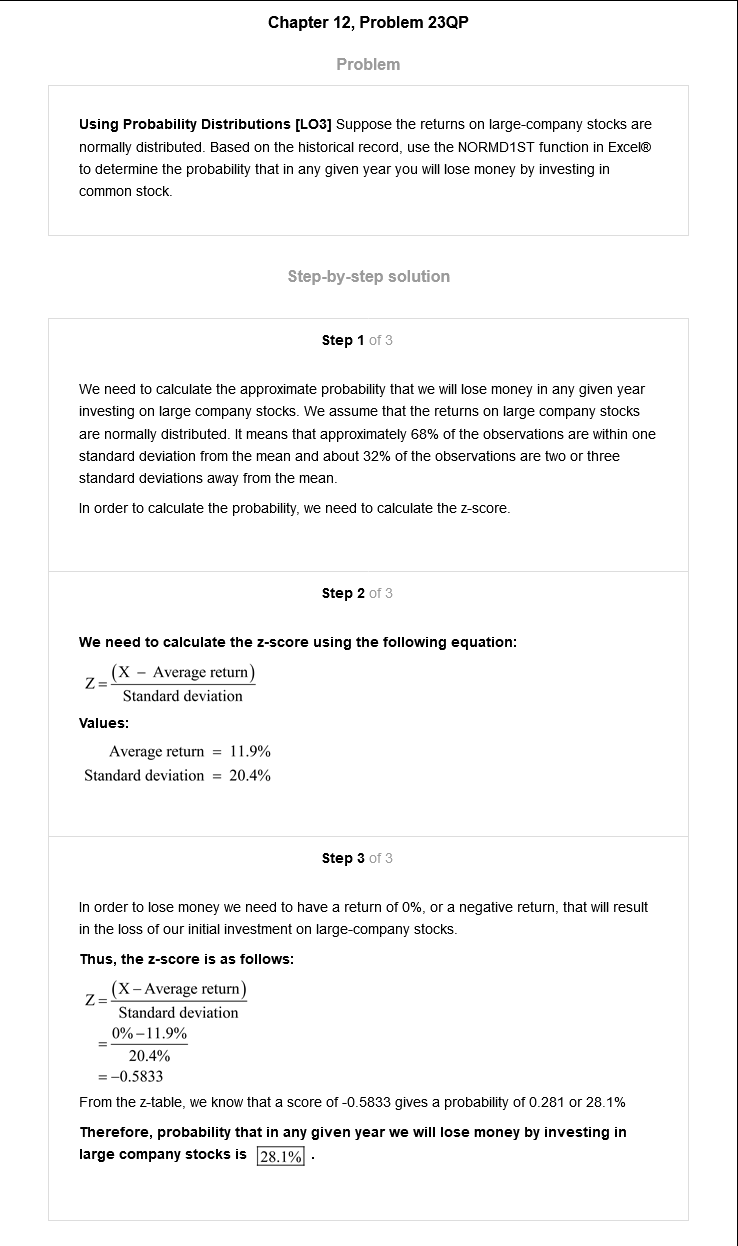 Chapter 12, Problem 23QP
Problem
Using Probability Distributions [LO3] Suppose the returns on large-company stocks are
normally distributed. Based on the historical record, use the NORMD1ST function in Excel®
to determine the probability that in any given year you will lose money by investing in
common stock.
Step-by-step solution
Step 1 of 3
We need to calculate the approximate probability that we will lose money in any given year
investing on large company stocks. We assume that the returns on large company stocks
are normally distributed. It means that approximately 68% of the observations are within one
standard deviation from the mean and about 32% of the observations are two or three
standard deviations away from the mean.
In order to calculate the probability, we need to calculate the z-score.
Step 2 of 3
We need to calculate the z-score using the following equation:
Z = (X − Average return)
Standard deviation
Values:
Average return = 11.9%
Standard deviation = 20.4%
Step 3 of 3
In order to lose money we need to have a return of 0%, or a negative return, that will result
in the loss of our initial investment on large-company stocks.
Thus, the z-score is as follows:
Z = (X − Average return)
Standard deviation
= 0% − 11.9%
20.4%
= −0.5833
From the z-table, we know that a score of -0.5833 gives a probability of 0.281 or 28.1%
Therefore, probability that in any given year we will lose money by investing in
large company stocks is 28.1% .